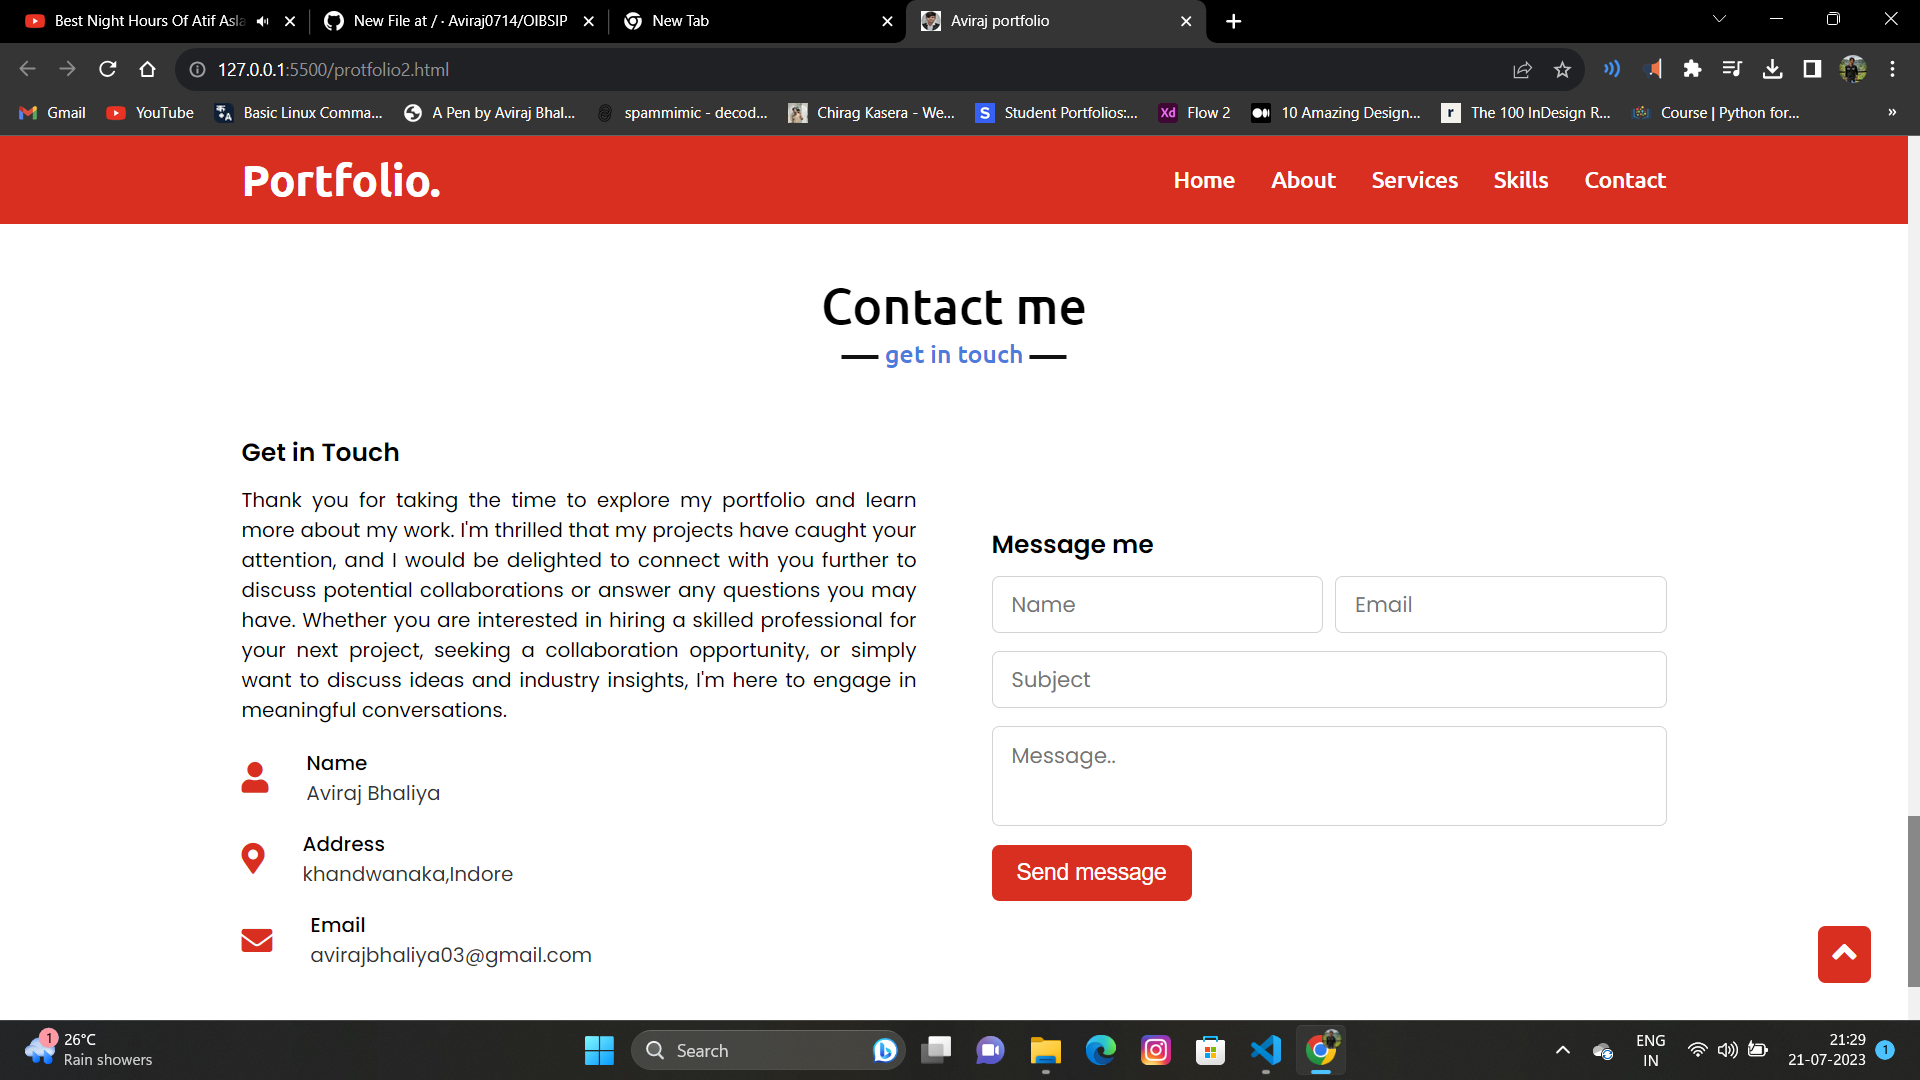 Best Night Hours Of Atif Asla
New File at / · Aviraj0714/OIBSIP
New Tab
Aviraj portfolio
127.0.0.1:5500/protfolio2.html
Gmail
YouTube
Basic Linux Comma...
A Pen by Aviraj Bhal...
spammimic - decod...
Chirag Kasera - We...
S
Student Portfolios:...
Xd
Flow 2
10 Amazing Design...
r
The 100 InDesign R...
Course | Python for...
»
Portfolio.
Home
About
Services
Skills
Contact
Contact me
get in touch
Get in Touch
Thank you for taking the time to explore my portfolio and learn
more about my work. I'm thrilled that my projects have caught your
attention, and I would be delighted to connect with you further to
discuss potential collaborations or answer any questions you may
have. Whether you are interested in hiring a skilled professional for
your next project, seeking a collaboration opportunity, or simply
want to discuss ideas and industry insights, I'm here to engage in
meaningful conversations.
Name
Aviraj Bhaliya
Address
khandwanaka,Indore
Email
avirajbhaliya03@gmail.com
Message me
Name
Email
Subject
Message..
Send message
1
26°C
Rain showers
Search
ENG
IN
21:29
21-07-2023
1